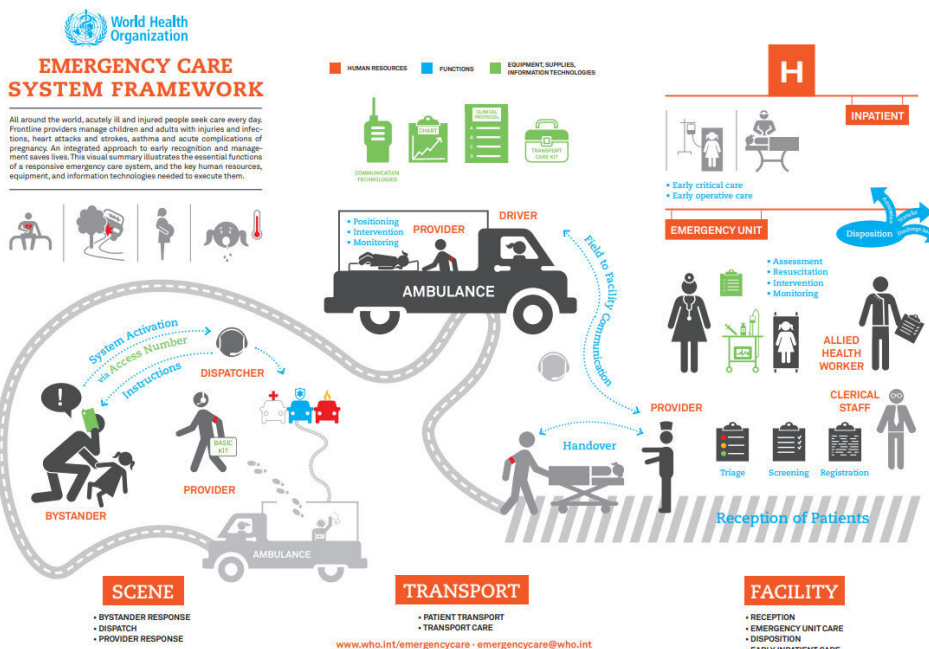 World Health
Organization
EMERGENCY CARE
SYSTEM FRAMEWORK
All around the world, acutely ill and injured people seek care every day.
Frontline providers manage children and adults with injuries and infec-
tions, heart attacks and strokes, asthma and acute complications of
pregnancy. An integrated approach to early recognition and manage-
ment saves lives. This visual summary illustrates the essential functions
of a responsive emergency care system, and the key human resources,
equipment, and information technologies needed to execute them.
HUMAN RESOURCES
FUNCTIONS
EQUIPMENT, SUPPLIES,
INFORMATION TECHNOLOGIES
COMMUNICATION
TECHNOLOGIES
CHART
CLINICAL
PROTOCOL
A
B
C
D
TRANSPORT
CARE KIT
H
INPATIENT
• Early critical care
• Early operative care
EMERGENCY UNIT
Disposition
Transfer
• Assessment
• Resuscitation
• Intervention
• Monitoring
ALLIED
HEALTH
WORKER
CLERICAL
STAFF
Triage
Screening
Registration
Reception of Patients
• Positioning
• Intervention
• Monitoring
PROVIDER
DRIVER
AMBULANCE
Field to Facility Communication
PROVIDER
Handover
System Activation
via Access Number
Instructions
DISPATCHER
!
BASIC
KIT
PROVIDER
BYSTANDER
AMBULANCE
SCENE
• BYSTANDER RESPONSE
• DISPATCH
• PROVIDER RESPONSE
TRANSPORT
• PATIENT TRANSPORT
• TRANSPORT CARE
www.who.int/emergencycare · emergencycare@who.int
FACILITY
• RECEPTION
• EMERGENCY UNIT CARE
• DISPOSITION
• EARLY INPATIENT CARE